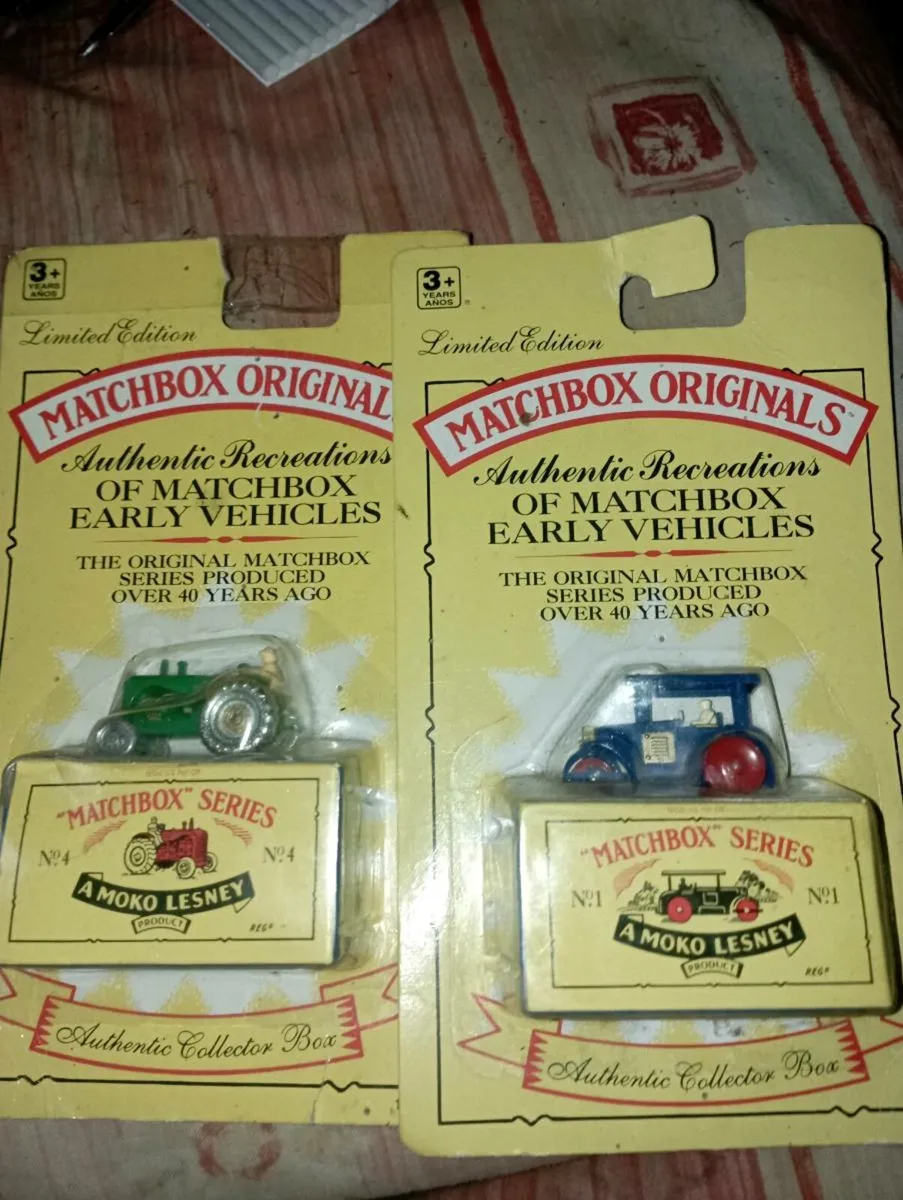 3+
YEARS
AÑOS
Limited Edition
MATCHBOX ORIGINAL
Authentic Recreations
OF MATCHBOX
EARLY VEHICLES
THE ORIGINAL MATCHBOX
SERIES PRODUCED
OVER 40 YEARS AGO
"MATCHBOX" SERIES
Nº4 Nº4
A MOKO LESNEY
PRODUCT
REGD
Authentic Collector Box
3+
YEARS
AÑOS
Limited Edition
MATCHBOX ORIGINALS
Authentic Recreations
OF MATCHBOX
EARLY VEHICLES
THE ORIGINAL MATCHBOX
SERIES PRODUCED
OVER 40 YEARS AGO
"MATCHBOX" SERIES
Nº1 Nº1
A MOKO LESNEY
PRODUCT
REGD
Authentic Collector Box